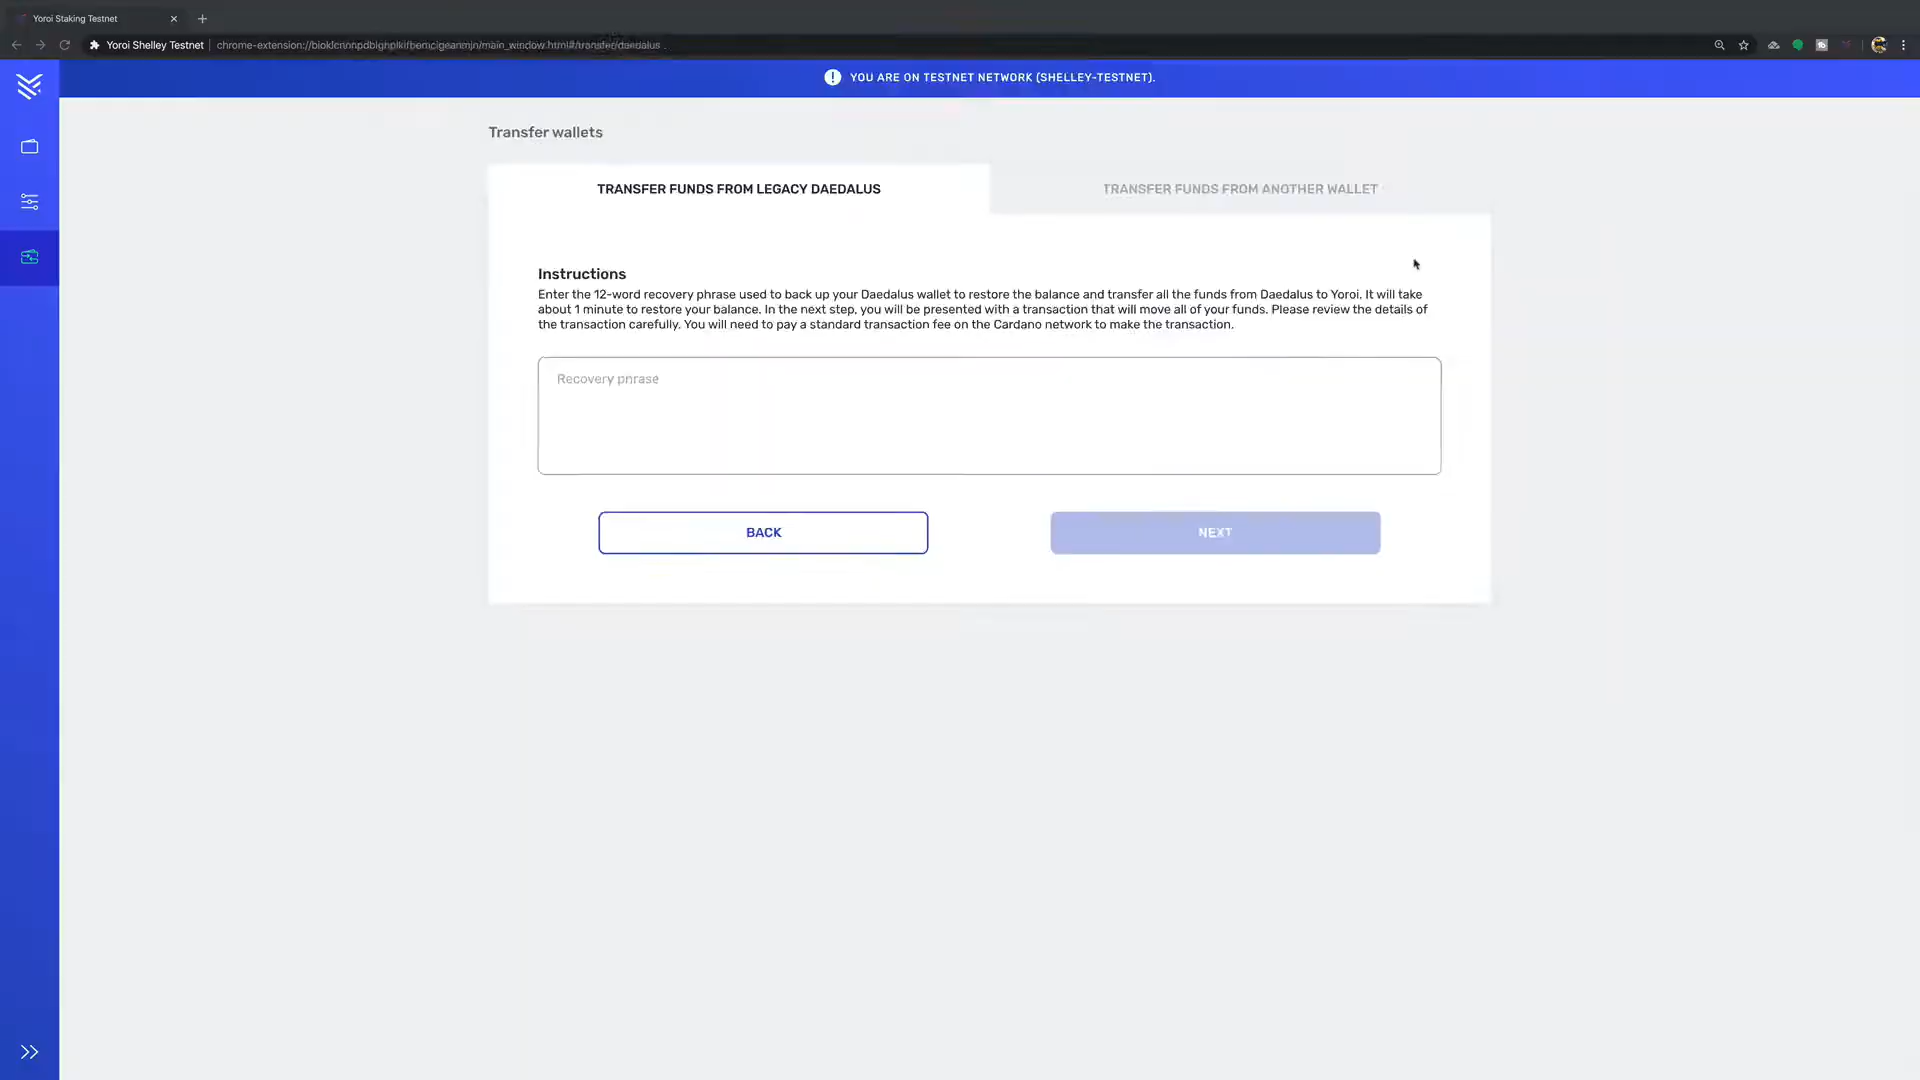 Yoroi Staking Testnet
Yoroi Shelley Testnet
YOU ARE ON TESTNET NETWORK (SHELLEY-TESTNET).
Transfer wallets
TRANSFER FUNDS FROM LEGACY DAEDALUS
TRANSFER FUNDS FROM ANOTHER WALLET
Instructions
Enter the 12-word recovery phrase used to back up your Daedalus wallet to restore the balance and transfer all the funds from Daedalus to Yoroi. It will take
about 1 minute to restore your balance. In the next step, you will be presented with a transaction that will move all of your funds. Please review the details of
the transaction carefully. You will need to pay a standard transaction fee on the Cardano network to make the transaction.
Recovery phrase
BACK
NEXT